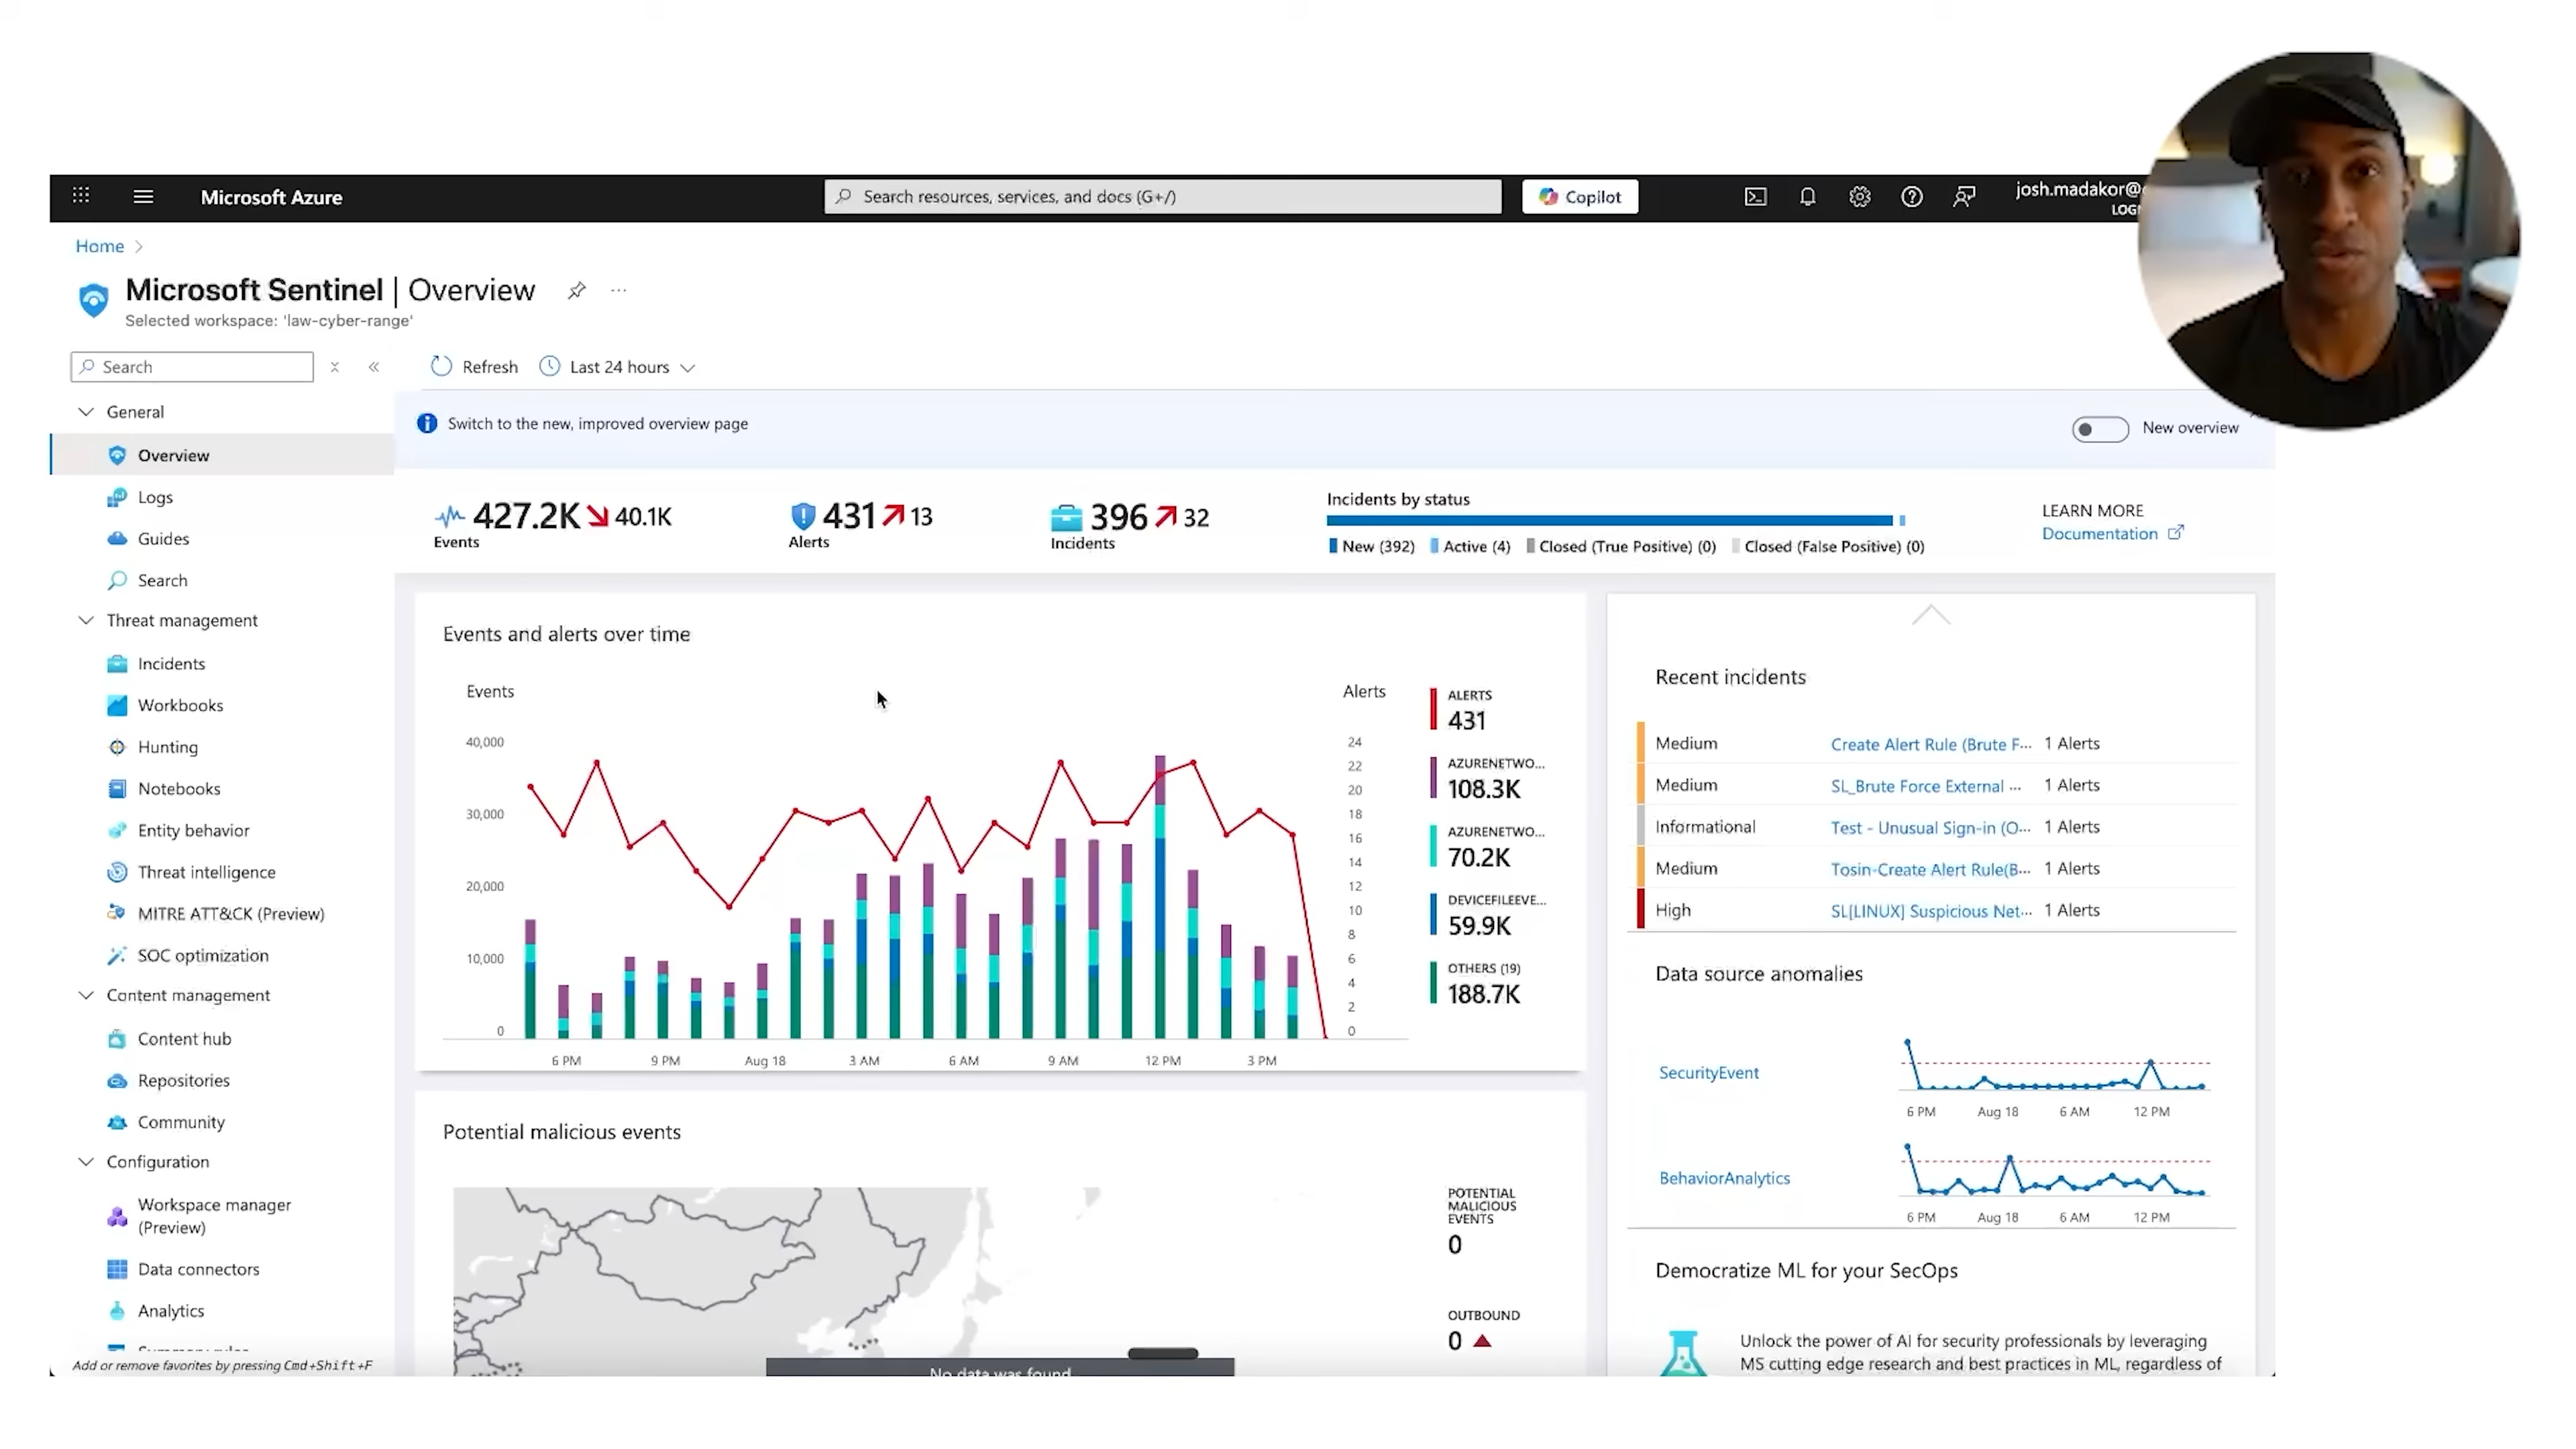 Microsoft Azure
Search resources, services, and docs (G+/)
Copilot
josh.madakor@
Home
Microsoft Sentinel | Overview
Selected workspace: 'law-cyber-range'
Search
Refresh
Last 24 hours
General
Overview
Logs
Guides
Search
Threat management
Incidents
Workbooks
Hunting
Notebooks
Entity behavior
Threat intelligence
MITRE ATT&CK (Preview)
SOC optimization
Content management
Content hub
Repositories
Community
Configuration
Workspace manager
(Preview)
Data connectors
Analytics
Add or remove favorites by pressing Cmd+Shift+F
Switch to the new, improved overview page
New overview
427.2K 40.1K
Events
431 13
Alerts
396 32
Incidents
Incidents by status
New (392) Active (4) Closed (True Positive) (0) Closed (False Positive) (0)
LEARN MORE
Documentation
Events and alerts over time
Events
Alerts
40,000
30,000
20,000
10,000
0
24
22
20
18
16
14
12
10
8
6
4
2
0
6 PM 9 PM Aug 18 3 AM 6 AM 9 AM 12 PM 3 PM
ALERTS
431
AZURENETWO...
108.3K
AZURENETWO...
70.2K
DEVICEFILEEVE...
59.9K
OTHERS (19)
188.7K
Potential malicious events
POTENTIAL
MALICIOUS
EVENTS
0
OUTBOUND
0
No data was found
Recent incidents
Medium Create Alert Rule (Brute F... 1 Alerts
Medium SL_Brute Force External ... 1 Alerts
Informational Test - Unusual Sign-in (O... 1 Alerts
Medium Tosin-Create Alert Rule(B... 1 Alerts
High SL[LINUX] Suspicious Net... 1 Alerts
Data source anomalies
SecurityEvent
6 PM Aug 18 6 AM 12 PM
BehaviorAnalytics
6 PM Aug 18 6 AM 12 PM
Democratize ML for your SecOps
Unlock the power of AI for security professionals by leveraging
MS cutting edge research and best practices in ML, regardless of